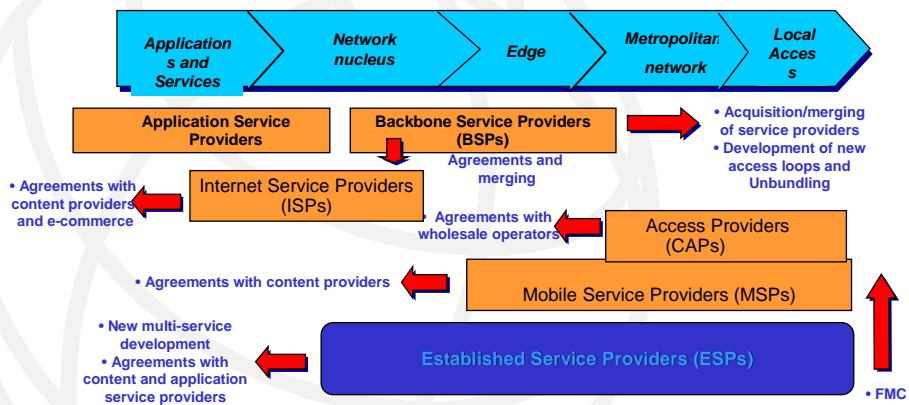 Application
s and
Services
Network
nucleus
Edge
Metropolitan
network
Local
Acces
s
Application Service
Providers
Backbone Service Providers
(BSPs)
• Acquisition/merging
of service providers
• Development of new
access loops and
Unbundling
Agreements and
merging
• Agreements with
content providers
and e-commerce
Internet Service Providers
(ISPs)
• Agreements with
wholesale operators
Access Providers
(CAPs)
• Agreements with content providers
Mobile Service Providers (MSPs)
• New multi-service
development
• Agreements with
content and application
service providers
Established Service Providers (ESPs)
• FMC